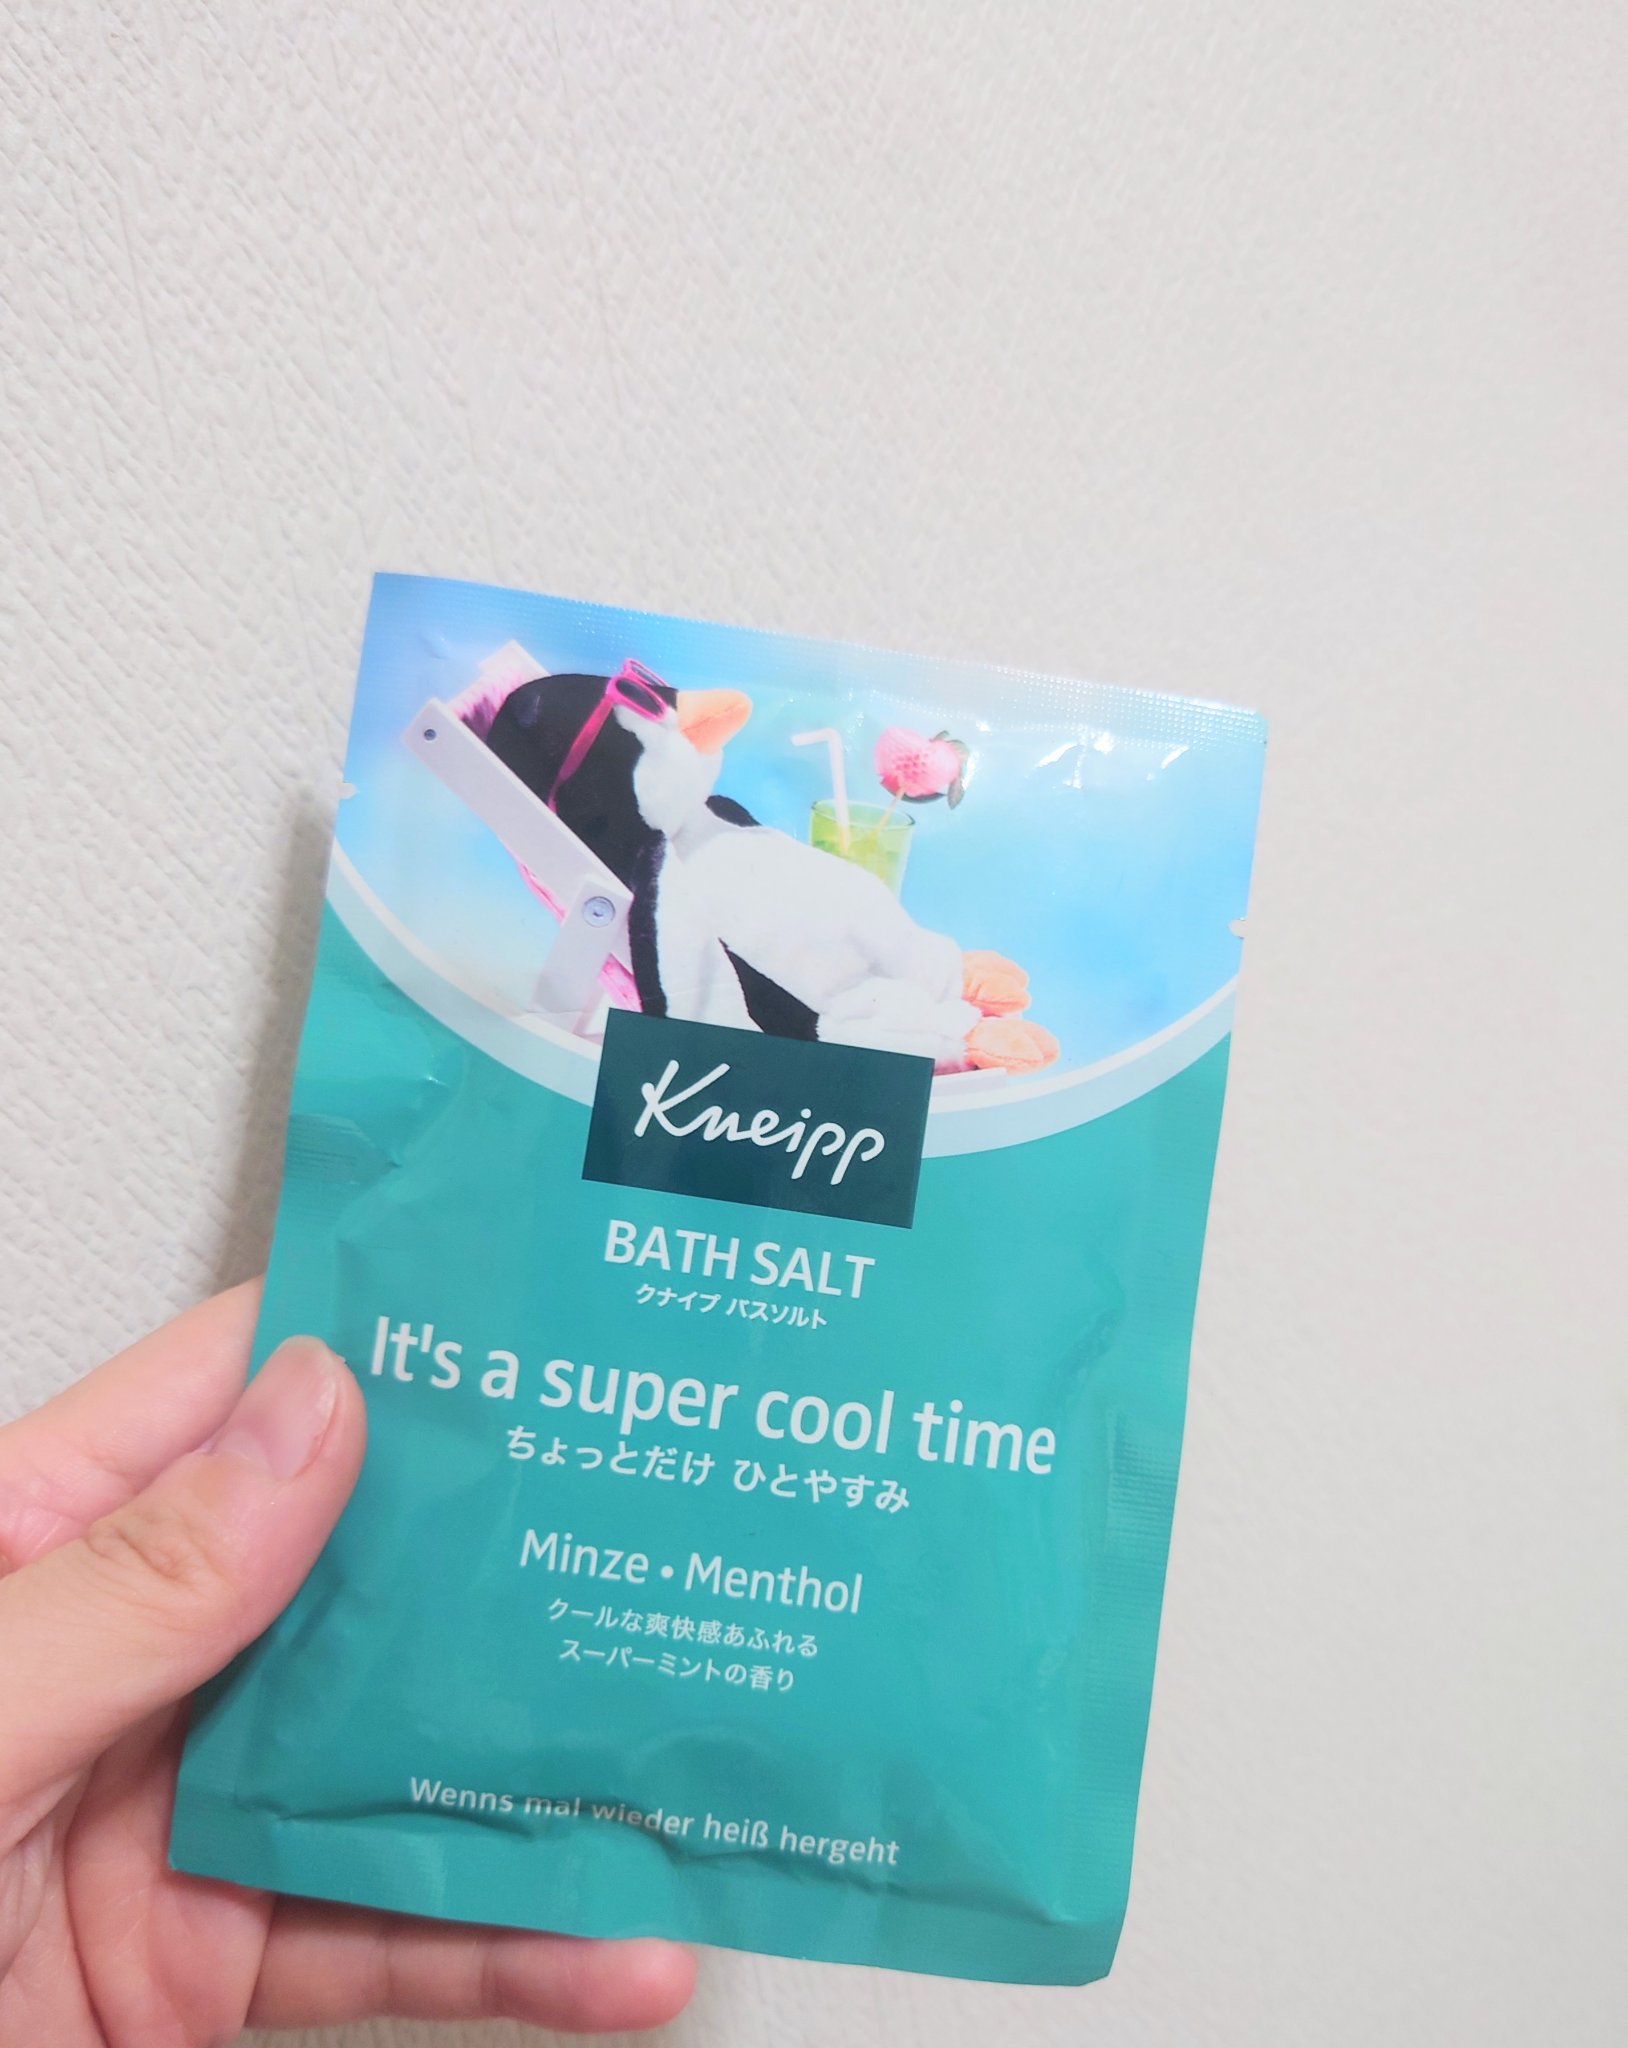 Kneipp
BATH SALT
クナイプ バスソルト
It's a super cool time
ちょっとだけ ひとやすみ
Minze・Menthol
クールな爽快感あふれる
スーパーミントの香り
Wenns mal wieder heiß hergeht